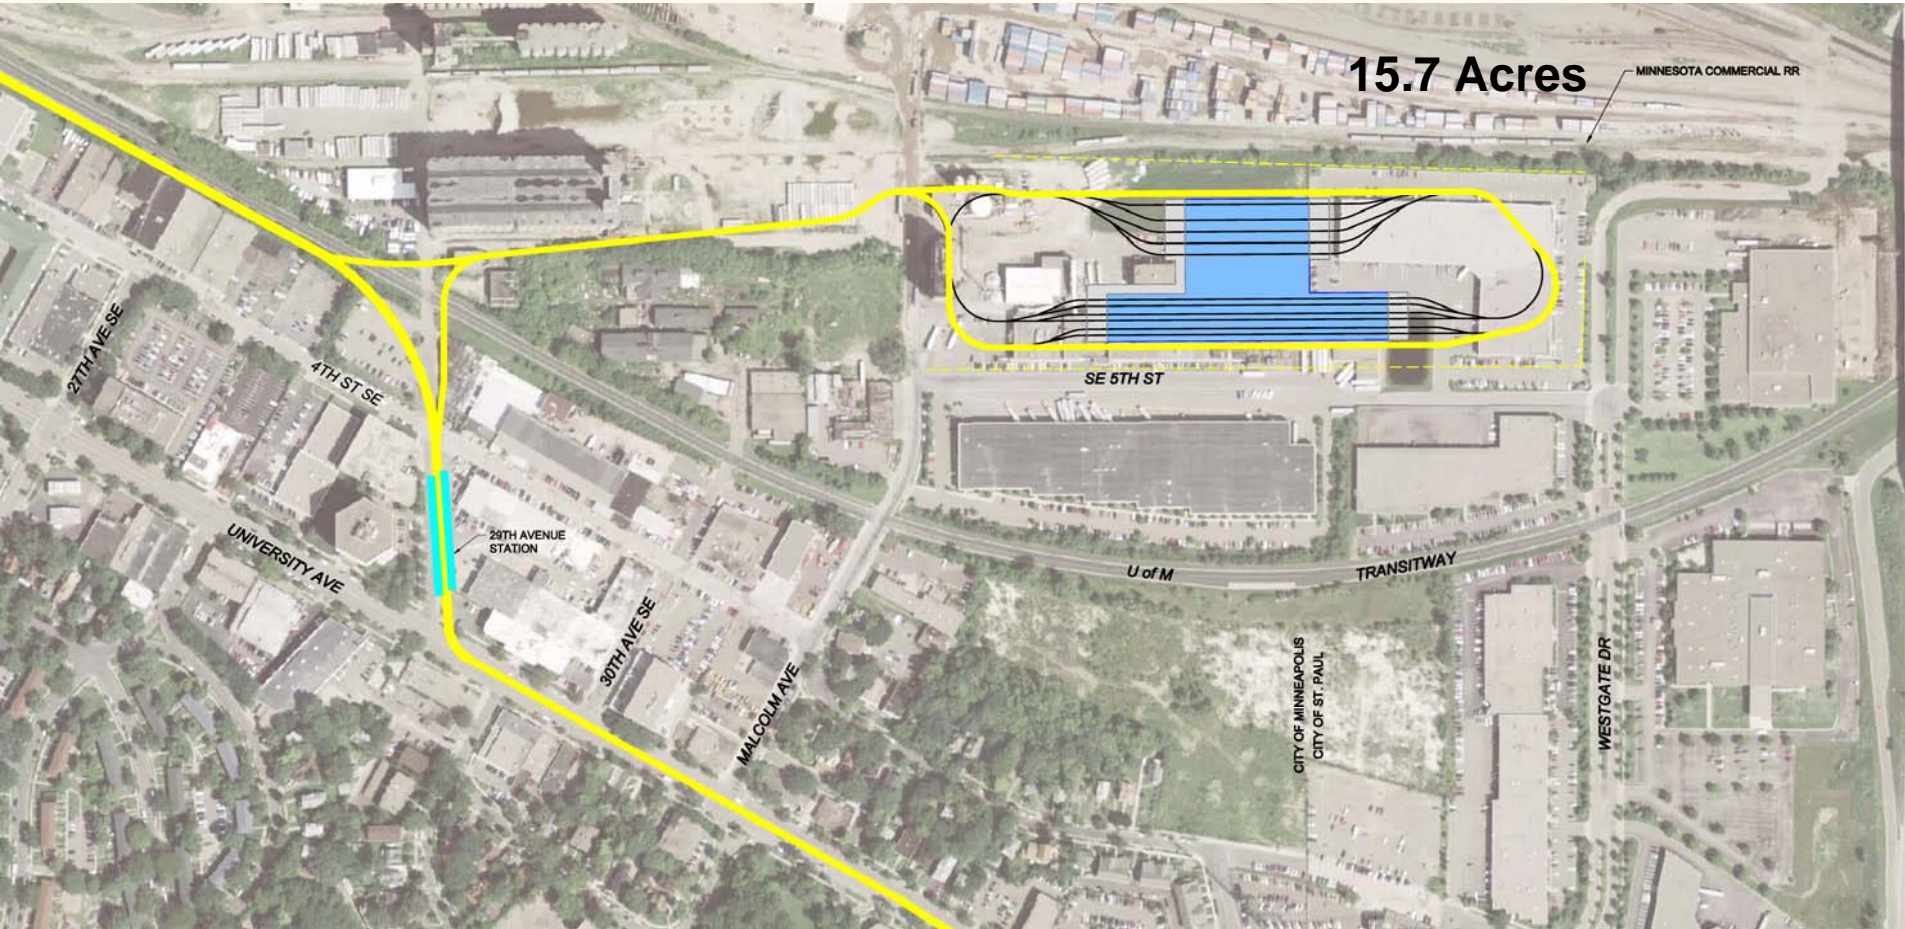 15.7 Acres
MINNESOTA COMMERCIAL RR
27TH AVE SE
4TH ST SE
SE 5TH ST
UNIVERSITY AVE
29TH AVENUE
STATION
U of M
TRANSITWAY
30TH AVE SE
MALCOLM AVE
CITY OF MINNEAPOLIS
CITY OF ST. PAUL
WESTGATE DR